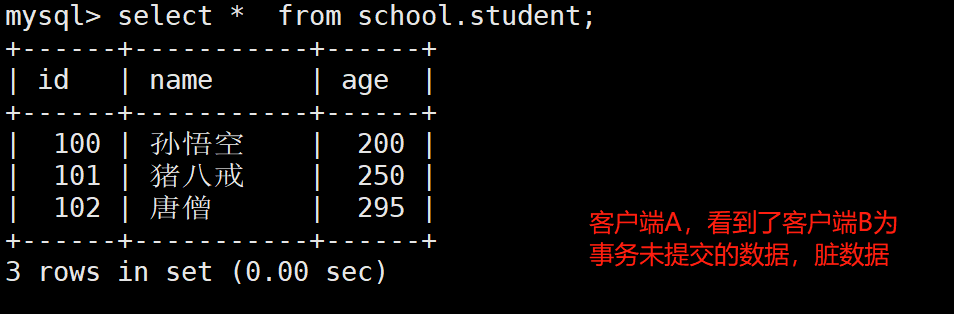 mysql> select *  from school.student;
+------+-----------+------+
| id   | name      | age  |
+------+-----------+------+
|  100 | 孙悟空    |  200 |
|  101 | 猪八戒    |  250 |
|  102 | 唐僧      |  295 |
+------+-----------+------+
3 rows in set (0.00 sec)
客户端A，看到了客户端B为
事务未提交的数据，脏数据